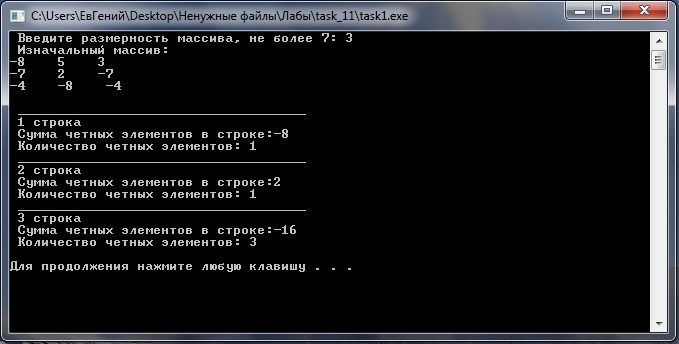 C:\Users\ЕвГений\Desktop\Ненужные файлы\Лабы\task_11\task1.exe
Введите размерность массива, не более 7: 3
Изначальный массив:
-8 5 3
-7 2 -7
-4 -8 -4
____________________________________
1 строка
Сумма четных элементов в строке:-8
Количество четных элементов: 1
____________________________________
2 строка
Сумма четных элементов в строке:2
Количество четных элементов: 1
____________________________________
3 строка
Сумма четных элементов в строке:-16
Количество четных элементов: 3
Для продолжения нажмите любую клавишу . . .